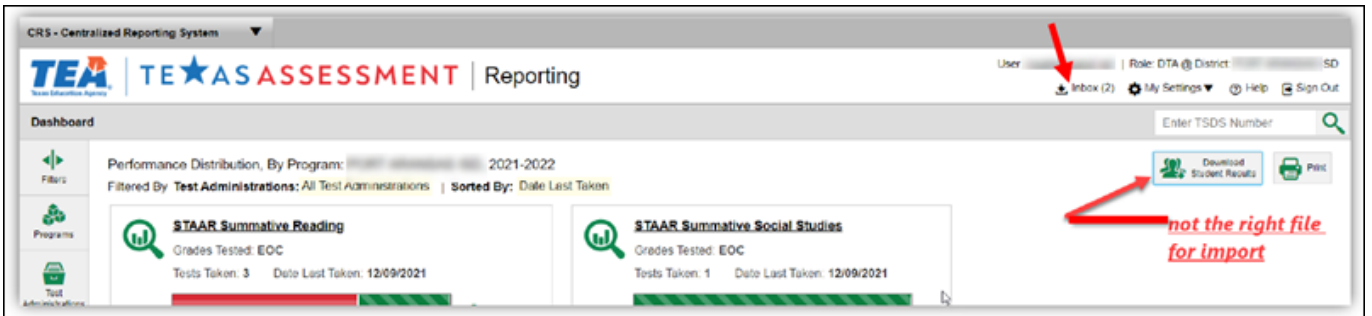 CRS - Centralized Reporting System ▼
TEA
Texas Education Agency
TEXAS ASSESSMENT | Reporting
User
| Role: DTA @ District SD
Inbox (2) My Settings ▼ Help Sign Out
Dashboard
Enter TSDS Number
Filters
Performance Distribution, By Program: 2021-2022
Filtered By Test Administrations: All Test Administrations | Sorted By: Date Last Taken
Download
Student Results
Print
Programs
STAAR Summative Reading
Grades Tested: EOC
Tests Taken: 3 Date Last Taken: 12/09/2021
STAAR Summative Social Studies
Grades Tested: EOC
Tests Taken: 1 Date Last Taken: 12/09/2021
not the right file
for import
Test
Administrations